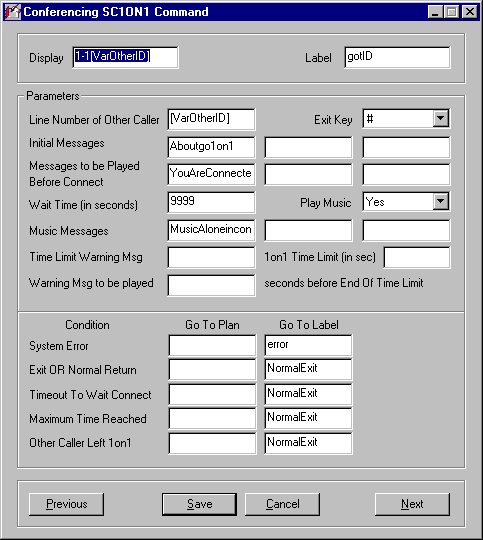 Conferencing SC1ON1 Command
Display 1-1[VarOtherID] Label gotID
Parameters
Line Number of Other Caller [VarOtherID] Exit Key #
Initial Messages Aboutgo1on1
Messages to be Played Before Connect YouAreConnecte
Wait Time (in seconds) 9999 Play Music Yes
Music Messages MusicAloneincon
Time Limit Warning Msg 1on1 Time Limit (in sec)
Warning Msg to be played seconds before End Of Time Limit
Condition Go To Plan Go To Label
System Error error
Exit OR Normal Return NormalExit
Timeout To Wait Connect NormalExit
Maximum Time Reached NormalExit
Other Caller Left 1on1 NormalExit
Previous Save Cancel Next